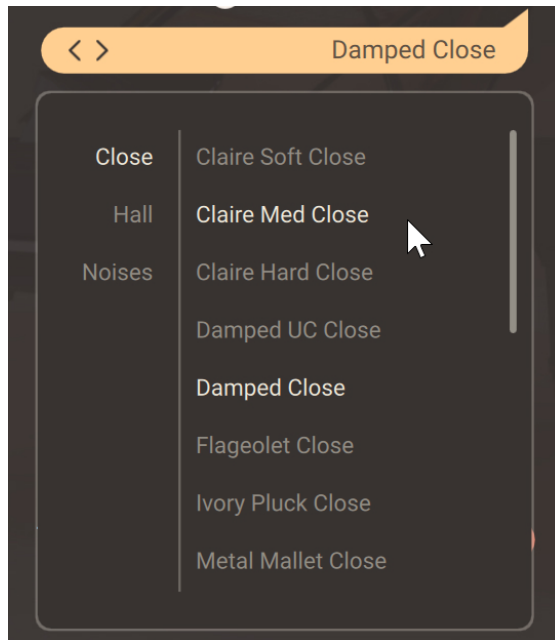 Damped Close
Close
Hall
Noises
Claire Soft Close
Claire Med Close
Claire Hard Close
Damped UC Close
Damped Close
Flageolet Close
Ivory Pluck Close
Metal Mallet Close